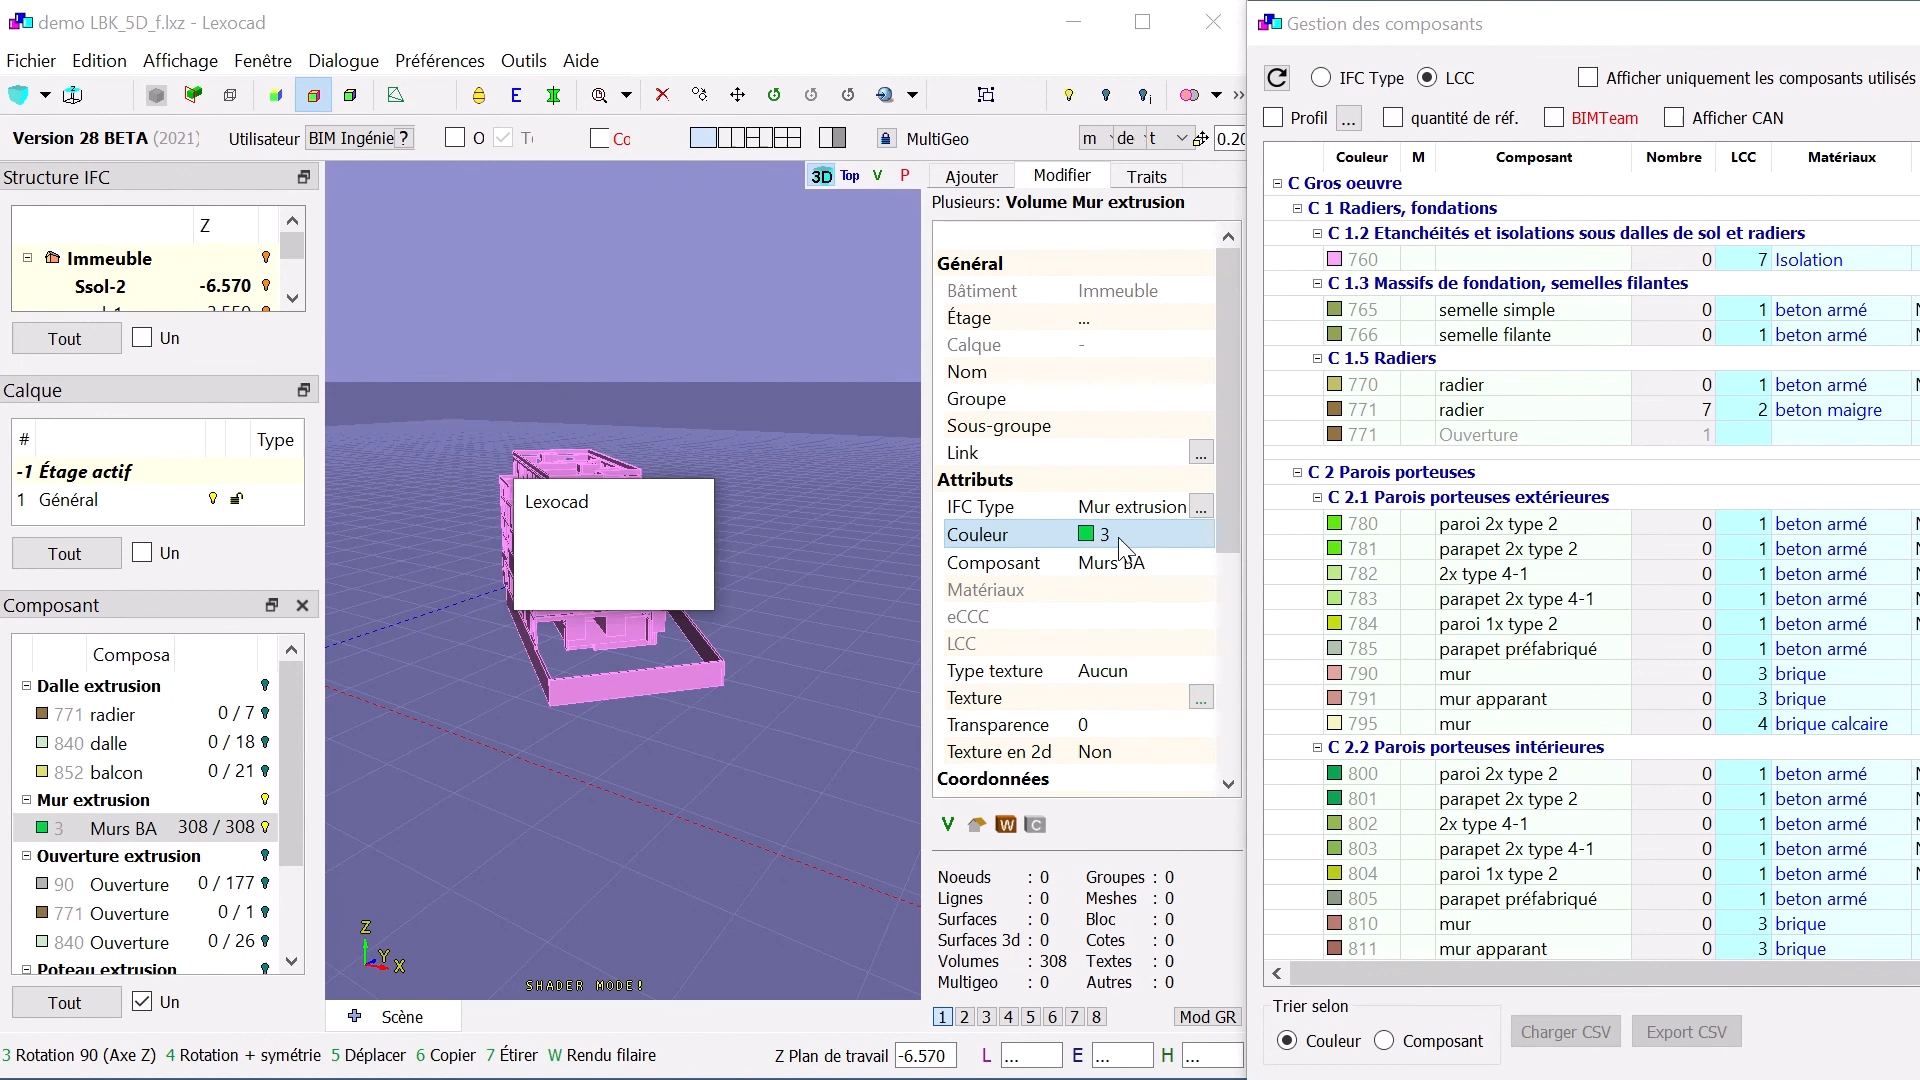 demo LBK_5D_f.lxz - Lexocad
Fichier Edition Affichage Fenêtre Dialogue Préférences Outils Aide
Version 28 BETA (2021) Utilisateur BIM Ingénie ? O Co MultiGeo m de t 0.20
Structure IFC
Z
Immeuble
Ssol-2 -6.570
Tout Un
Calque
# Type
-1 Étage actif
1 Général
Tout Un
Composant
Composa
Dalle extrusion
771 radier 0 / 7
840 dalle 0 / 18
852 balcon 0 / 21
Mur extrusion
3 Murs BA 308 / 308
Ouverture extrusion
90 Ouverture 0 / 177
771 Ouverture 0 / 1
840 Ouverture 0 / 26
Poteau extrusion
Tout Un
3D Top V P
Lexocad
Z
Y
X
SHADER MODE!
Scène
Ajouter Modifier Traits
Plusieurs: Volume Mur extrusion
Général
Bâtiment Immeuble
Étage ...
Calque -
Nom
Groupe
Sous-groupe
Link ...
Attributs
IFC Type Mur extrusion ...
Couleur 3
Composant Murs BA
Matériaux
eCCC
LCC
Type texture Aucun
Texture ...
Transparence 0
Texture en 2d Non
Coordonnées
V W C
Noeuds : 0 Groupes : 0
Lignes : 0 Meshes : 0
Surfaces : 0 Bloc : 0
Surfaces 3d : 0 Cotes : 0
Volumes : 308 Textes : 0
Multigeo : 0 Autres : 0
1 2 3 4 5 6 7 8 Mod GR
3 Rotation 90 (Axe Z) 4 Rotation + symétrie 5 Déplacer 6 Copier 7 Étirer W Rendu filaire
Z Plan de travail -6.570 L ... E ... H ...
Gestion des composants
IFC Type LCC Afficher uniquement les composants utilisés
Profil ... quantité de réf. BIMTeam Afficher CAN
Couleur M Composant Nombre LCC Matériaux
C Gros oeuvre
C 1 Radiers, fondations
C 1.2 Etanchéités et isolations sous dalles de sol et radiers
760 0 7 Isolation
C 1.3 Massifs de fondation, semelles filantes
765 semelle simple 0 1 beton armé
766 semelle filante 0 1 beton armé
C 1.5 Radiers
770 radier 0 1 beton armé
771 radier 7 2 beton maigre
771 Ouverture 1
C 2 Parois porteuses
C 2.1 Parois porteuses extérieures
780 paroi 2x type 2 0 1 beton armé
781 parapet 2x type 2 0 1 beton armé
782 2x type 4-1 0 1 beton armé
783 parapet 2x type 4-1 0 1 beton armé
784 paroi 1x type 2 0 1 beton armé
785 parapet préfabriqué 0 1 beton armé
790 mur 0 3 brique
791 mur apparant 0 3 brique
795 mur 0 4 brique calcaire
C 2.2 Parois porteuses intérieures
800 paroi 2x type 2 0 1 beton armé
801 parapet 2x type 2 0 1 beton armé
802 2x type 4-1 0 1 beton armé
803 parapet 2x type 4-1 0 1 beton armé
804 paroi 1x type 2 0 1 beton armé
805 parapet préfabriqué 0 1 beton armé
810 mur 0 3 brique
811 mur apparant 0 3 brique
Trier selon
Couleur Composant Charger CSV Export CSV